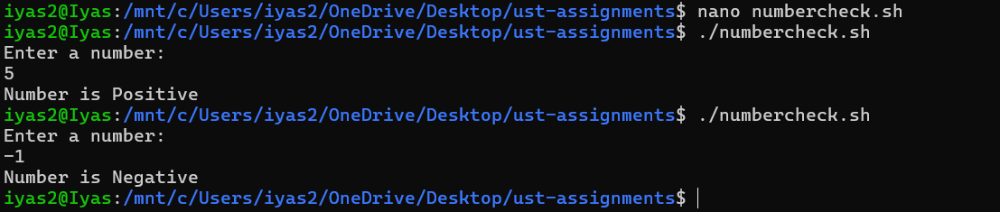 iyas2@Iyas:/mnt/c/Users/iyas2/OneDrive/Desktop/ust-assignments$ nano numbercheck.sh
iyas2@Iyas:/mnt/c/Users/iyas2/OneDrive/Desktop/ust-assignments$ ./numbercheck.sh
Enter a number:
5
Number is Positive
iyas2@Iyas:/mnt/c/Users/iyas2/OneDrive/Desktop/ust-assignments$ ./numbercheck.sh
Enter a number:
-1
Number is Negative
iyas2@Iyas:/mnt/c/Users/iyas2/OneDrive/Desktop/ust-assignments$